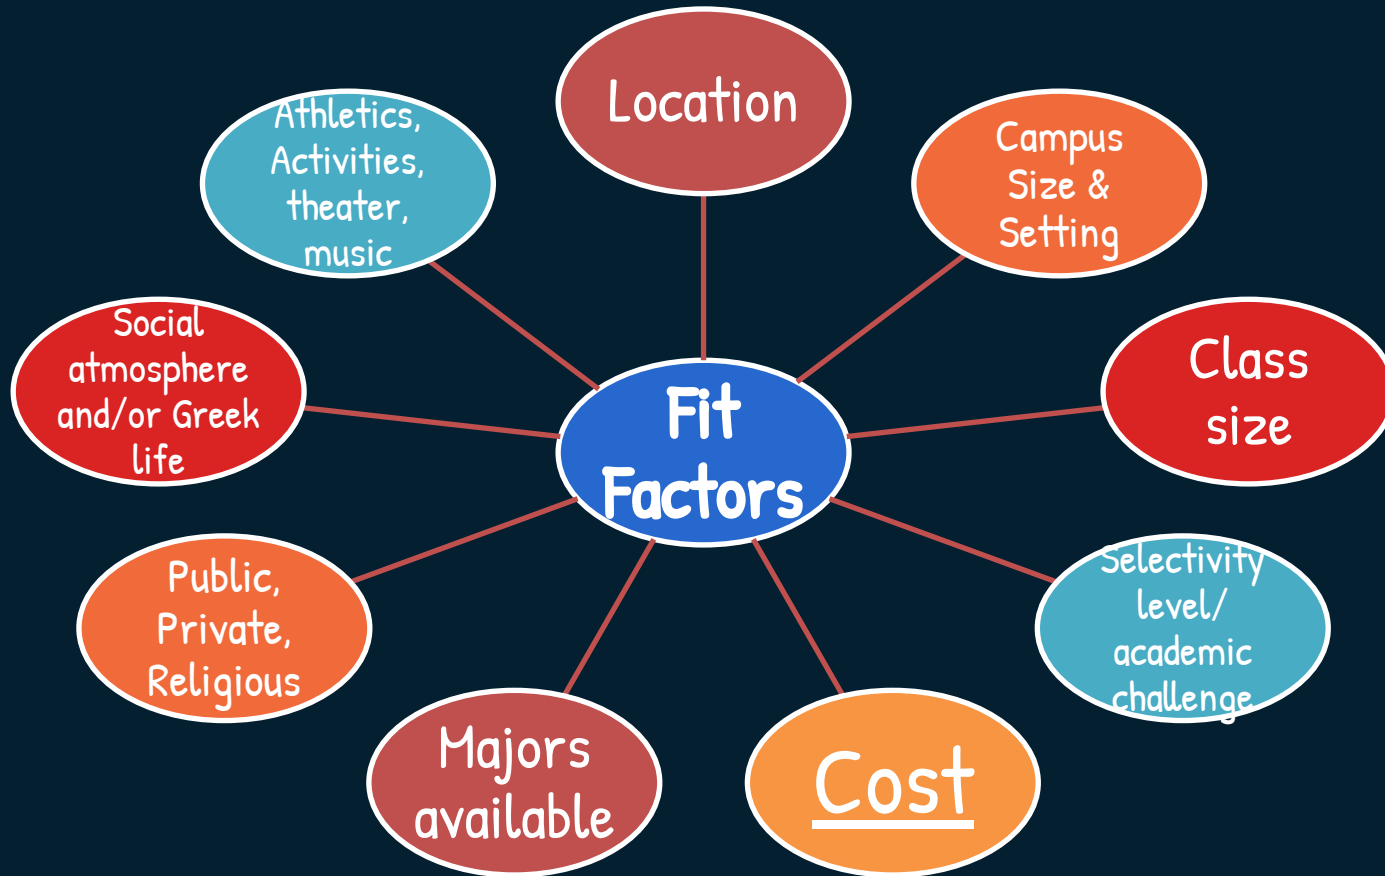 Location
Campus
Size &
Setting
Class
size
Selectivity
level/
academic
challenge
Cost
Majors
available
Public,
Private,
Religious
Social
atmosphere
and/or Greek
life
Athletics,
Activities,
theater,
music
Fit
Factors